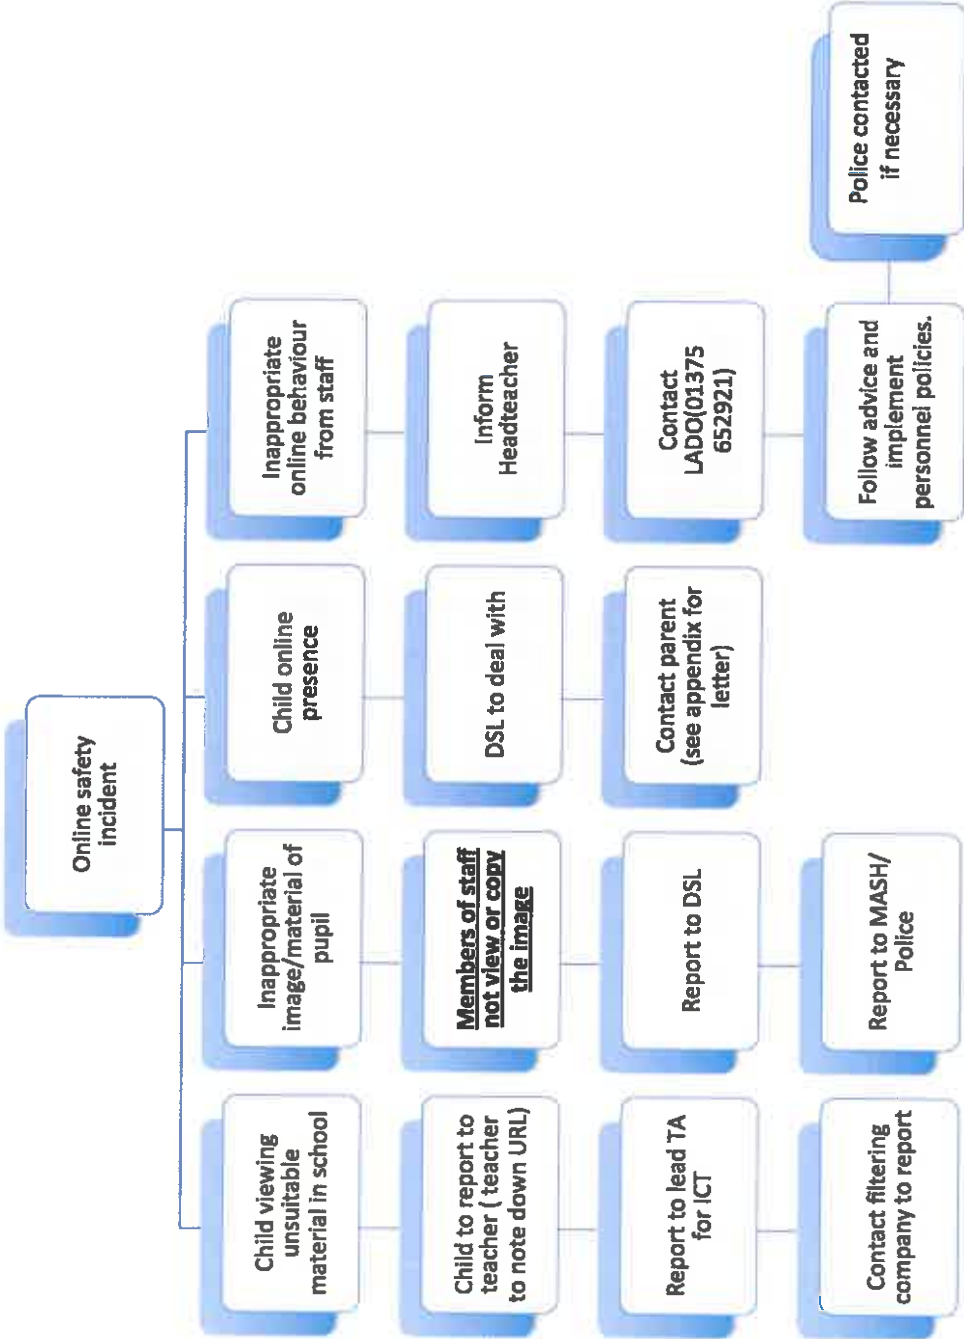 Online safety
incident
Child viewing
unsuitable
material in school
Child to report to
teacher ( teacher
to note down URL)
Report to lead TA
for ICT
Contact filtering
company to report
Inappropriate
image/material of
pupil
Members of staff
not view or copy
the image
Report to DSL
Report to MASH/
Police
Child online
presence
DSL to deal with
Contact parent
(see appendix for
letter)
Inappropriate
online behaviour
from staff
Inform
Headteacher
Contact
LADO(01375
652921)
Follow advice and
implement
personnel policies.
Police contacted
if necessary